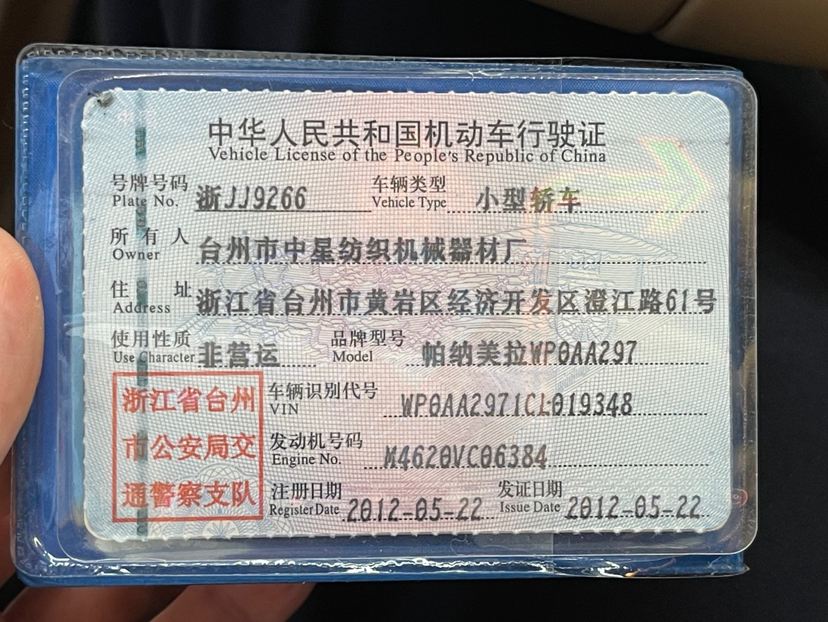 中华人民共和国机动车行驶证
Vehicle License of the People's Republic of China
号牌号码 浙JJ9266 车辆类型 小型轿车
Plate No. Vehicle Type
所有人 台州市中星纺织机械器材厂
Owner
住址 浙江省台州市黄岩区经济开发区澄江路61号
Address
使用性质 非营运 品牌型号 帕纳美拉WP0AA297
Use Character Model
浙江省台州
市公安局交
通警察支队
车辆识别代号 WP0AA2971CL019348
VIN
发动机号码 M4620VC06384
Engine No.
注册日期 2012-05-22 发证日期 2012-05-22
Register Date Issue Date